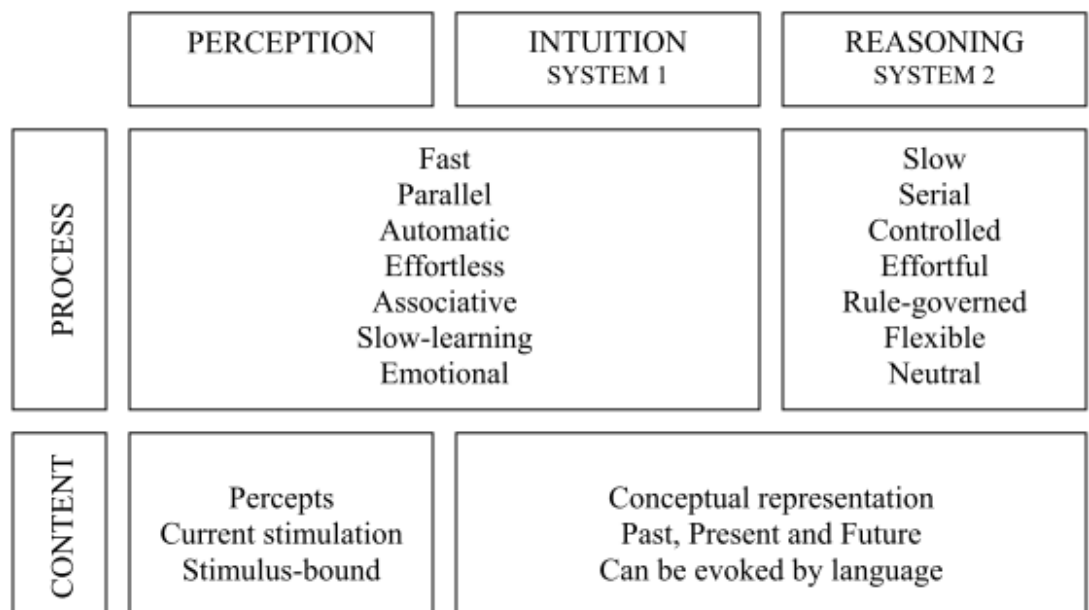 PERCEPTION
INTUITION
SYSTEM 1
REASONING
SYSTEM 2
PROCESS
Fast
Parallel
Automatic
Effortless
Associative
Slow-learning
Emotional
Slow
Serial
Controlled
Effortful
Rule-governed
Flexible
Neutral
CONTENT
Percepts
Current stimulation
Stimulus-bound
Conceptual representation
Past, Present and Future
Can be evoked by language